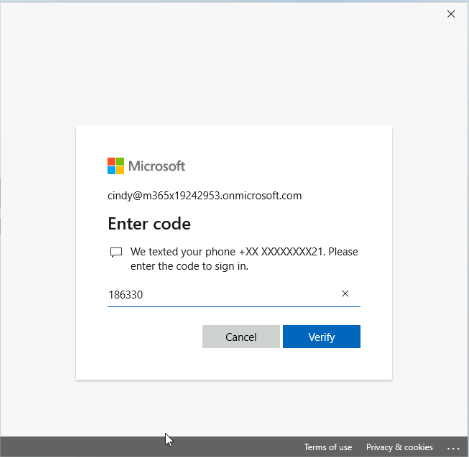 Microsoft
cindy@m365x19242953.onmicrosoft.com
Enter code
We texted your phone +XX XXXXXXXX21. Please
enter the code to sign in.
186330
Cancel
Verify
Terms of use
Privacy & cookies
...